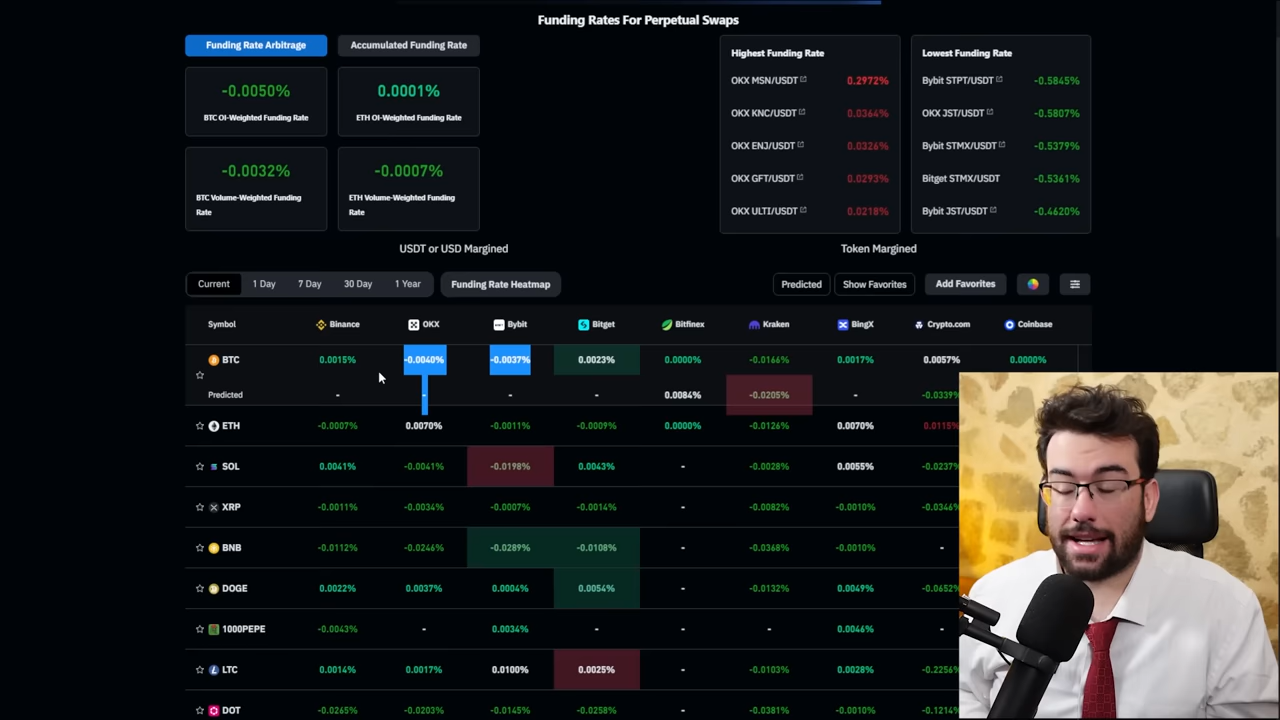 Funding Rates For Perpetual Swaps
Funding Rate Arbitrage Accumulated Funding Rate
-0.0050%
BTC OI-Weighted Funding Rate
0.0001%
ETH OI-Weighted Funding Rate
-0.0032%
BTC Volume-Weighted Funding
Rate
-0.0007%
ETH Volume-Weighted Funding
Rate
Highest Funding Rate
OKX MSN/USDT 0.2972%
OKX KNC/USDT 0.0364%
OKX ENJ/USDT 0.0326%
OKX GFT/USDT 0.0293%
OKX ULTI/USDT 0.0218%
Lowest Funding Rate
Bybit STPT/USDT -0.5845%
OKX JST/USDT -0.5807%
Bybit STMX/USDT -0.5379%
Bitget STMX/USDT -0.5361%
Bybit JST/USDT -0.4620%
USDT or USD Margined Token Margined
Current 1 Day 7 Day 30 Day 1 Year Funding Rate Heatmap Predicted Show Favorites Add Favorites
Symbol Binance OKX Bybit Bitget Bitfinex Kraken BingX Crypto.com Coinbase
BTC 0.0015% -0.0040% -0.0037% 0.0023% 0.0000% -0.0166% 0.0017% 0.0057% 0.0000%
Predicted - - - - 0.0084% -0.0205% - -0.0339%
ETH -0.0007% 0.0070% -0.0011% -0.0009% 0.0000% -0.0126% 0.0070% 0.0115%
SOL 0.0041% -0.0041% -0.0198% 0.0043% - -0.0028% 0.0055% -0.0237%
XRP -0.0011% -0.0034% -0.0007% -0.0014% - -0.0082% -0.0010% -0.0346%
BNB -0.0112% -0.0246% -0.0289% -0.0108% - -0.0368% -0.0010% -
DOGE 0.0022% 0.0037% 0.0004% 0.0054% - -0.0132% 0.0049% -0.0652%
1000PEPE -0.0043% - 0.0034% - - - 0.0046% -
LTC 0.0014% 0.0017% 0.0100% 0.0025% - -0.0103% 0.0028% -0.2256%
DOT -0.0265% -0.0203% -0.0145% -0.0258% - -0.0381% -0.0010% -0.1214%